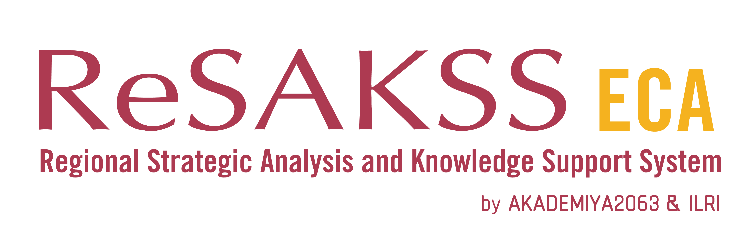 ReSAKSS ECA
Regional Strategic Analysis and Knowledge Support System
by AKADEMIYA2063 & ILRI